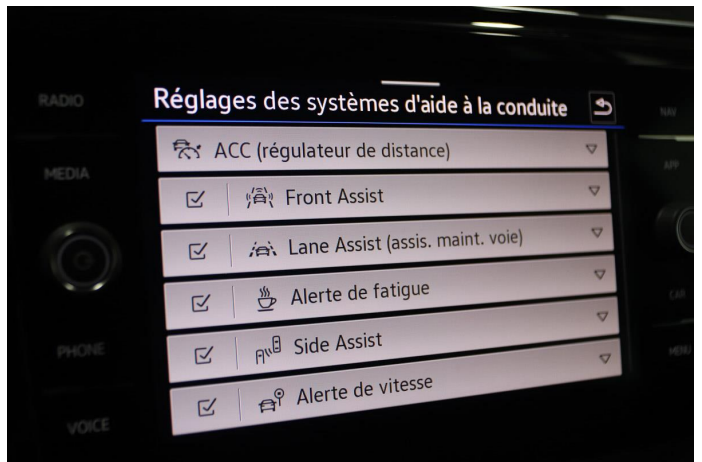 RADIO
MEDIA
PHONE
VOICE
Réglages des systèmes d'aide à la conduite
ACC (régulateur de distance)
Front Assist
Lane Assist (assis. maint. voie)
Alerte de fatigue
Side Assist
Alerte de vitesse
NAV
APP
CAR
MENU